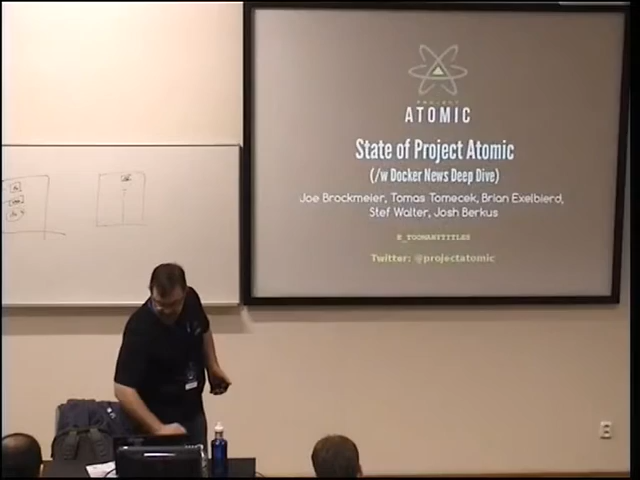 PROJECT
ATOMIC
State of Project Atomic
(/w Docker News Deep Dive)
Joe Brockmeier, Tomas Tomecek, Brian Exelbierd,
Stef Walter, Josh Berkus
E_TOOMANYTITLES
Twitter: @projectatomic